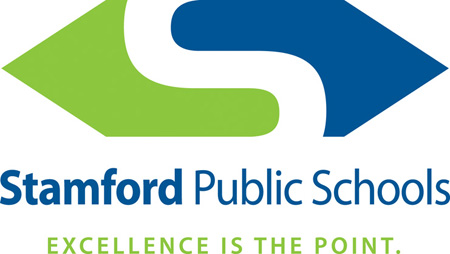 Stamford Public Schools
EXCELLENCE IS THE POINT.